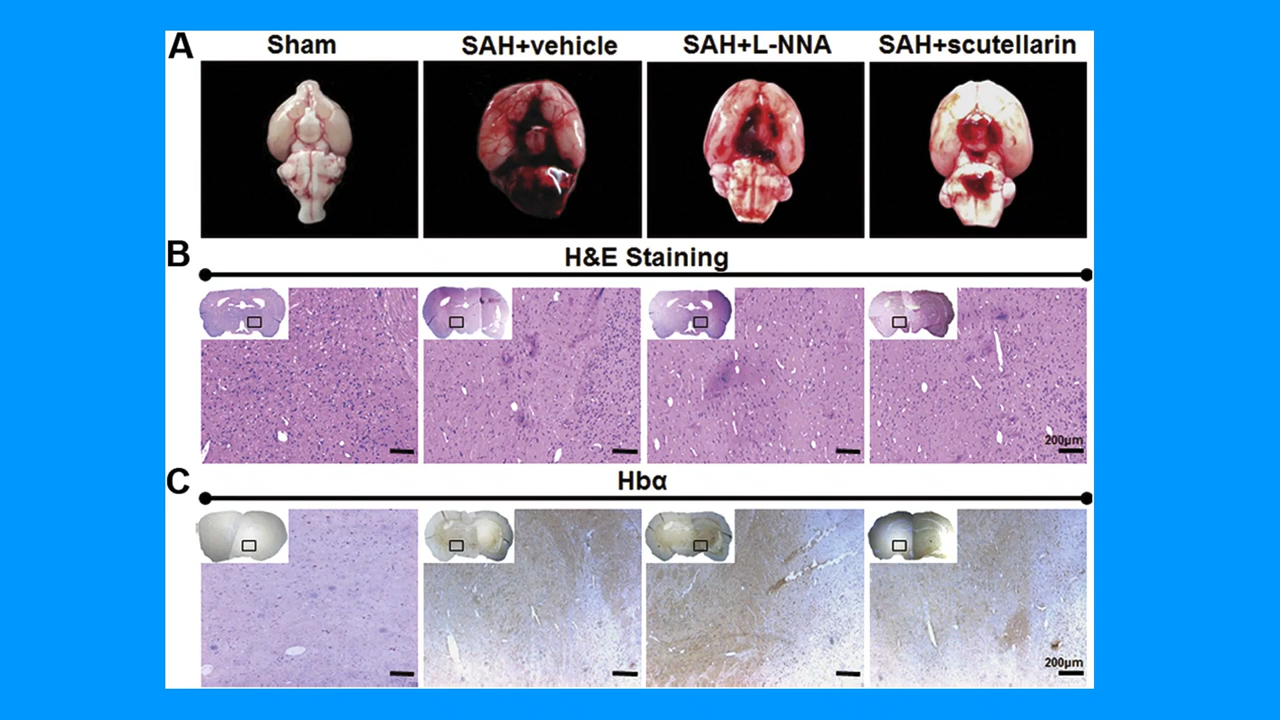 A
Sham
SAH+vehicle
SAH+L-NNA
SAH+scutellarin
B
H&E Staining
200μm
C
Hbα
200μm